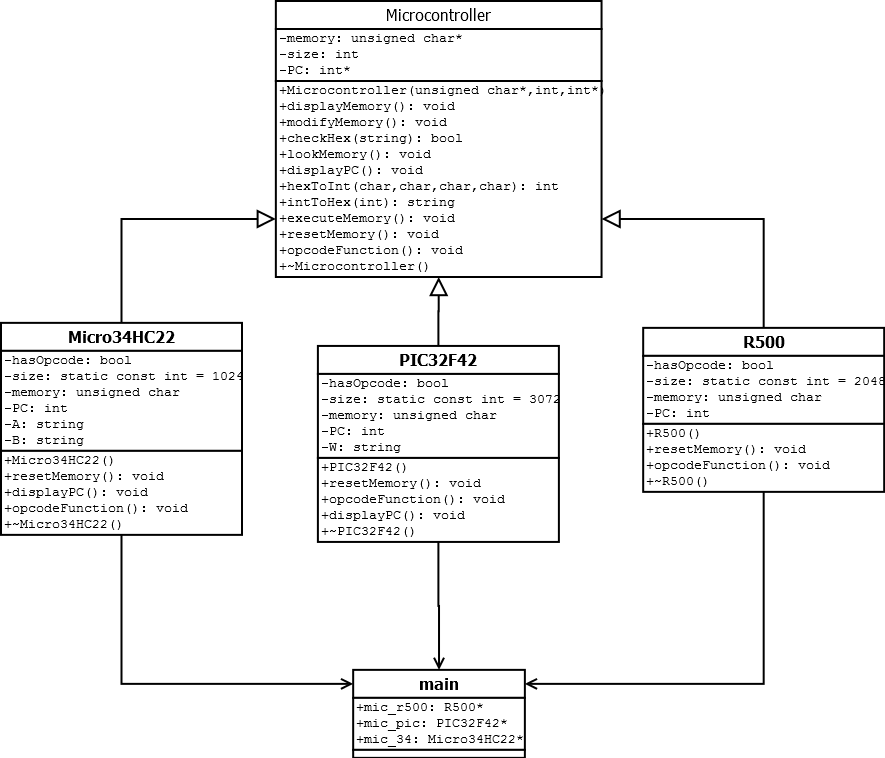 Microcontroller
-memory: unsigned char*
-size: int
-PC: int*
+Microcontroller(unsigned char*,int,int*)
+displayMemory(): void
+modifyMemory(): void
+checkHex(string): bool
+lookMemory(): void
+displayPC(): void
+hexToInt(char,char,char,char): int
+intToHex(int): string
+executeMemory(): void
+resetMemory(): void
+opcodeFunction(): void
+~Microcontroller()
Micro34HC22
-hasOpcode: bool
-size: static const int = 1024
-memory: unsigned char
-PC: int
-A: string
-B: string
+Micro34HC22()
+resetMemory(): void
+displayPC(): void
+opcodeFunction(): void
+~Micro34HC22()
PIC32F42
-hasOpcode: bool
-size: static const int = 3072
-memory: unsigned char
-PC: int
-W: string
+PIC32F42()
+resetMemory(): void
+opcodeFunction(): void
+displayPC(): void
+~PIC32F42()
R500
-hasOpcode: bool
-size: static const int = 2048
-memory: unsigned char
-PC: int
+R500()
+resetMemory(): void
+opcodeFunction(): void
+~R500()
main
+mic_r500: R500*
+mic_pic: PIC32F42*
+mic_34: Micro34HC22*